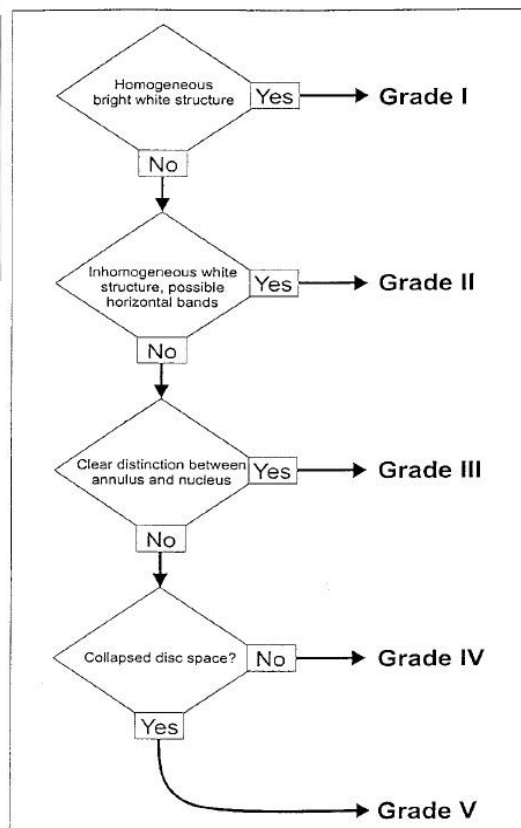 Homogeneous
bright white structure
Yes
Grade I
No
Inhomogeneous white
structure, possible
horizontal bands
Yes
Grade II
No
Clear distinction between
annulus and nucleus
Yes
Grade III
No
Collapsed disc space?
No
Grade IV
Yes
Grade V